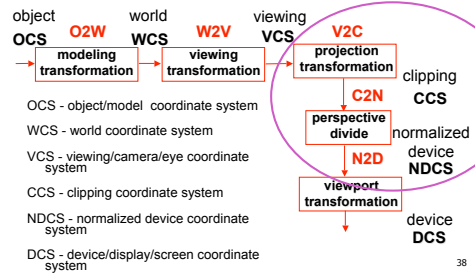 object
OCS
O2W
modeling
transformation
world
WCS
W2V
viewing
transformation
viewing
VCS
V2C
projection
transformation
clipping
CCS
C2N
perspective
divide
normalized
device
NDCS
N2D
viewport
transformation
device
DCS
OCS - object/model coordinate system
WCS - world coordinate system
VCS - viewing/camera/eye coordinate
system
CCS - clipping coordinate system
NDCS - normalized device coordinate
system
DCS - device/display/screen coordinate
system
38